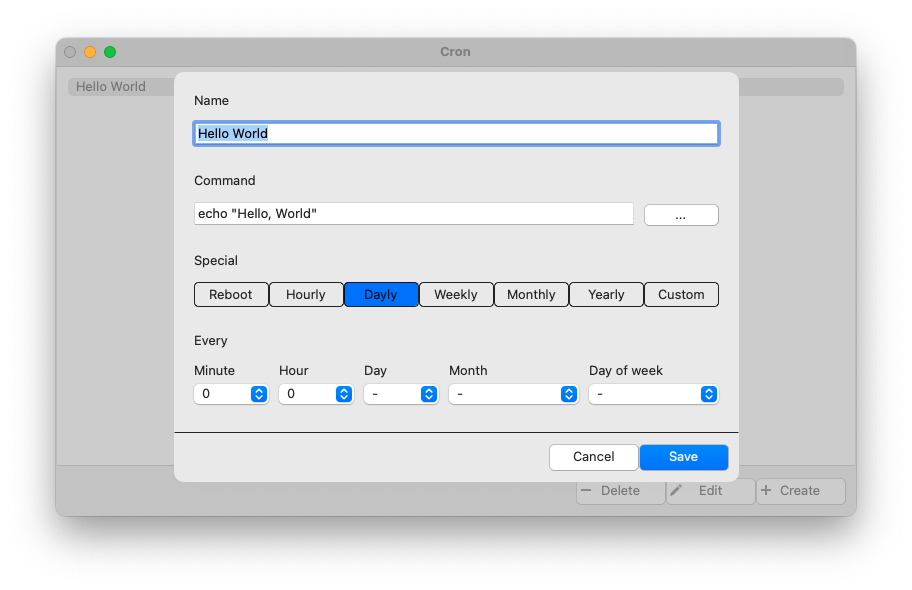 Cron
Hello World
Name
Hello World
Command
echo "Hello, World"
...
Special
Reboot Hourly Dayly Weekly Monthly Yearly Custom
Every
Minute Hour Day Month Day of week
0 0 - - -
Cancel Save
Delete Edit Create